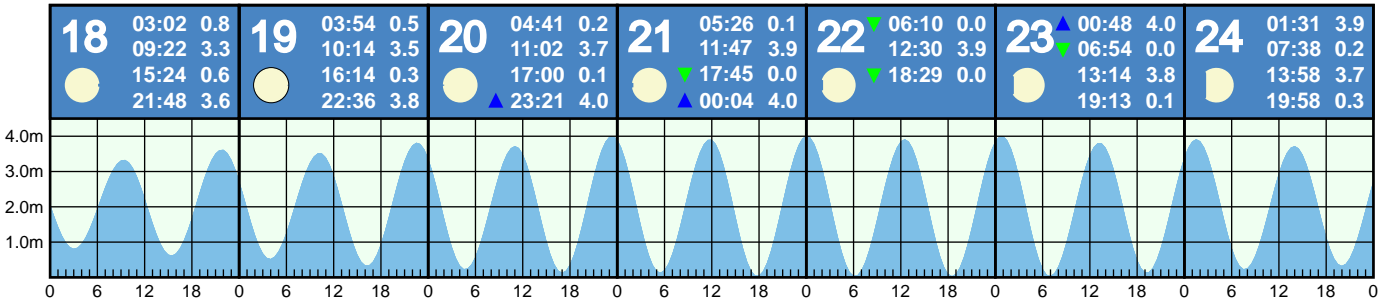 18
03:02 0.8
09:22 3.3
15:24 0.6
21:48 3.6
19
03:54 0.5
10:14 3.5
16:14 0.3
22:36 3.8
20
04:41 0.2
11:02 3.7
17:00 0.1
▲ 23:21 4.0
21
05:26 0.1
11:47 3.9
▼ 17:45 0.0
▲ 00:04 4.0
22
▼ 06:10 0.0
12:30 3.9
▼ 18:29 0.0
23
▲ 00:48 4.0
▼ 06:54 0.0
13:14 3.8
19:13 0.1
24
01:31 3.9
07:38 0.2
13:58 3.7
19:58 0.3
4.0m
3.0m
2.0m
1.0m
0 6 12 18 0 6 12 18 0 6 12 18 0 6 12 18 0 6 12 18 0 6 12 18 0 6 12 18 0